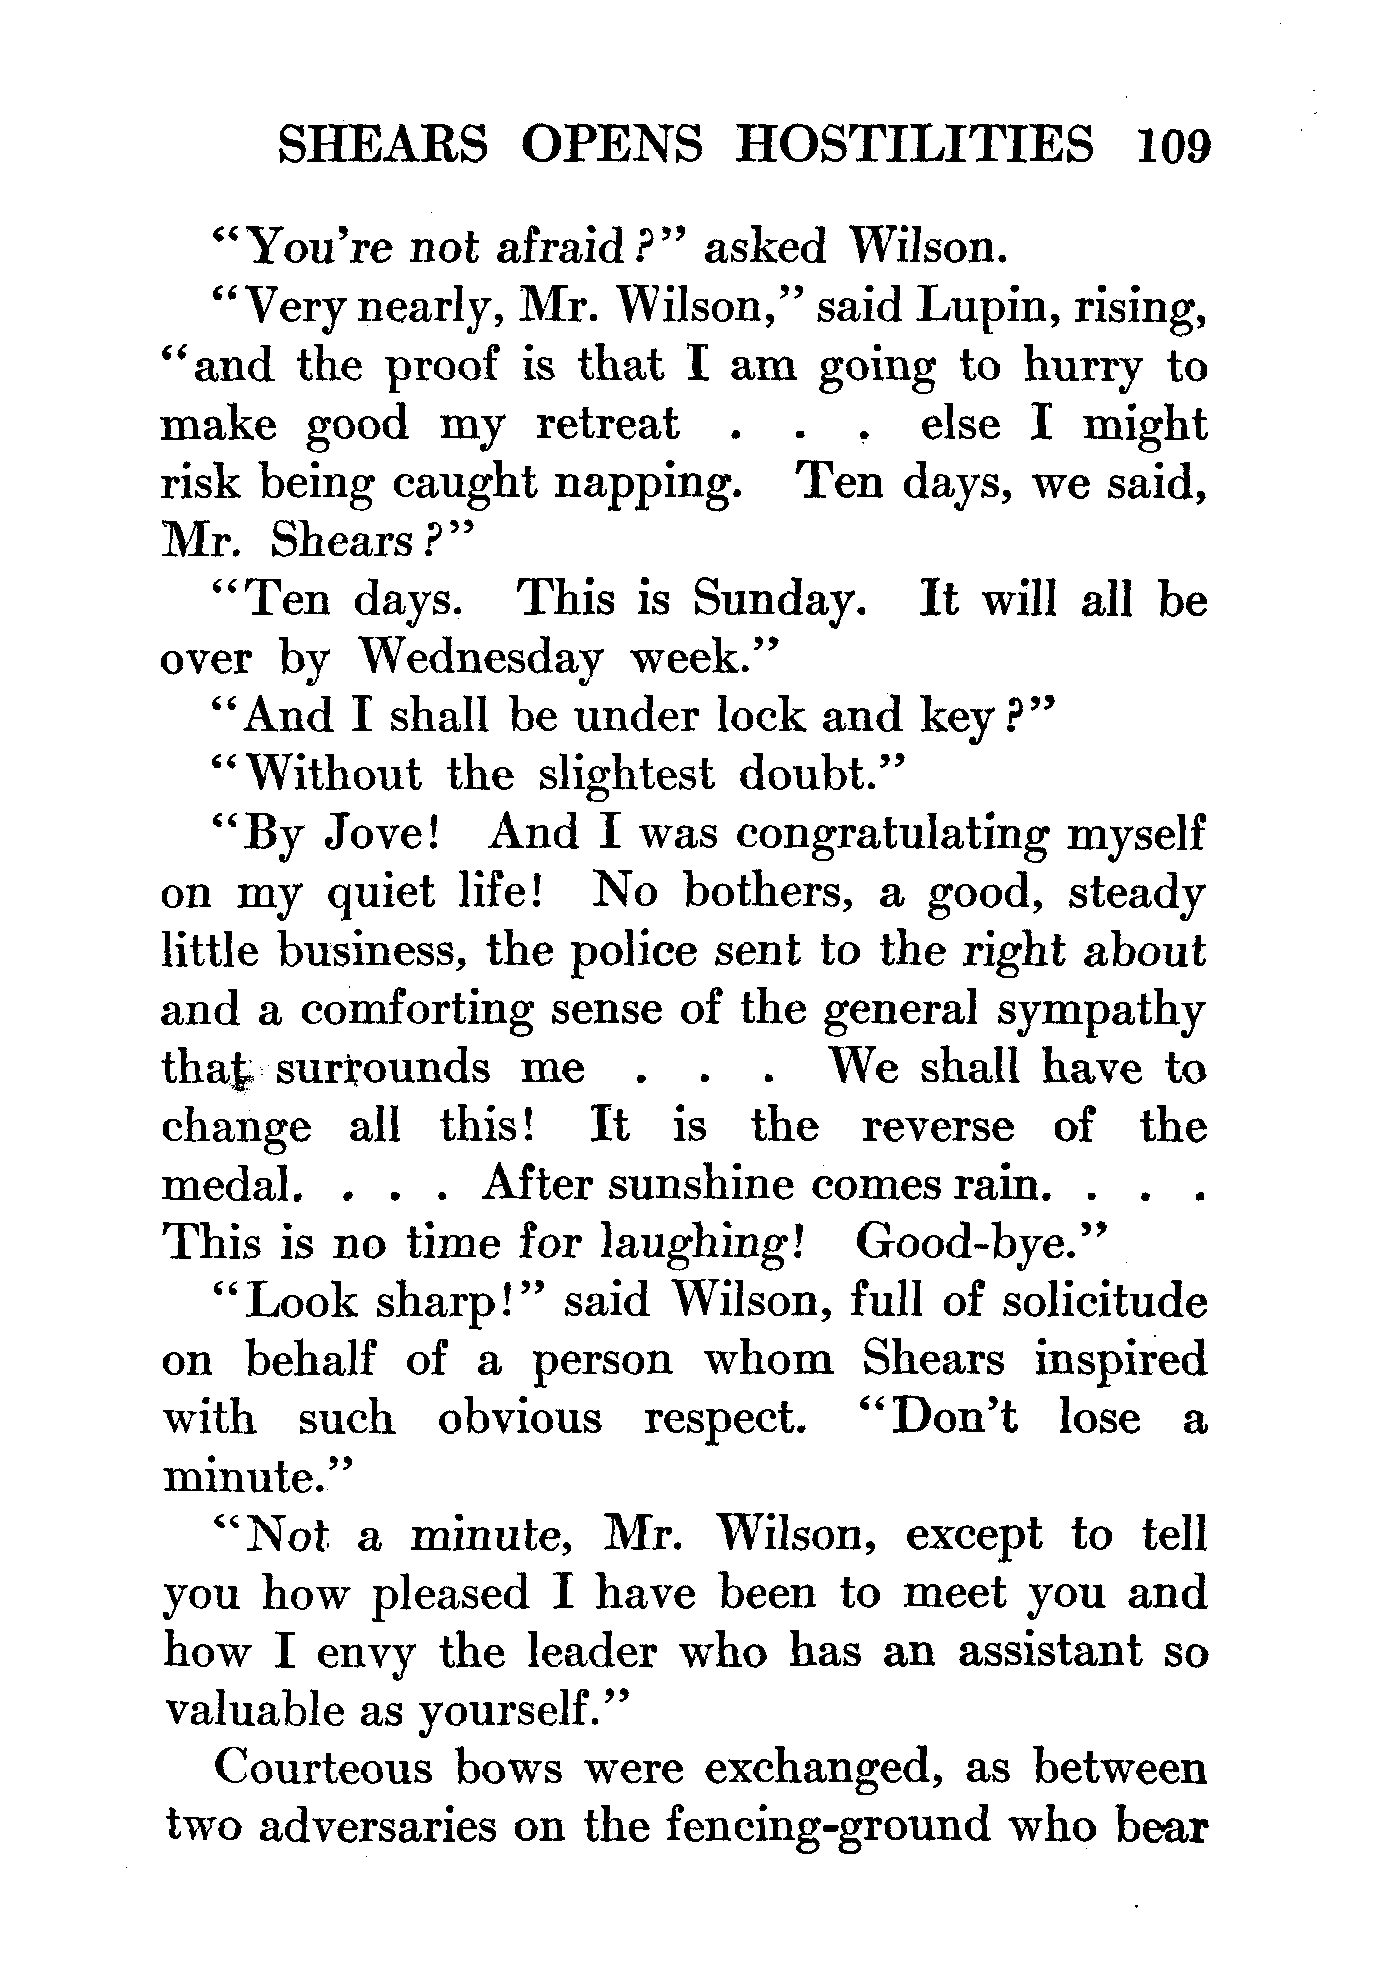 SHEARS OPENS HOSTILITIES 109
"You're not afraid?" asked Wilson.
"Very nearly, Mr. Wilson," said Lupin, rising,
"and the proof is that I am going to hurry to
make good my retreat . . . else I might
risk being caught napping. Ten days, we said,
Mr. Shears?"
"Ten days. This is Sunday. It will all be
over by Wednesday week."
"And I shall be under lock and key?"
"Without the slightest doubt."
"By Jove! And I was congratulating myself
on my quiet life! No bothers, a good, steady
little business, the police sent to the right about
and a comforting sense of the general sympathy
that surrounds me . . . We shall have to
change all this! It is the reverse of the
medal. . . . After sunshine comes rain. . . .
This is no time for laughing! Good-bye."
"Look sharp!" said Wilson, full of solicitude
on behalf of a person whom Shears inspired
with such obvious respect. "Don't lose a
minute."
"Not a minute, Mr. Wilson, except to tell
you how pleased I have been to meet you and
how I envy the leader who has an assistant so
valuable as yourself."
Courteous bows were exchanged, as between
two adversaries on the fencing-ground who bear